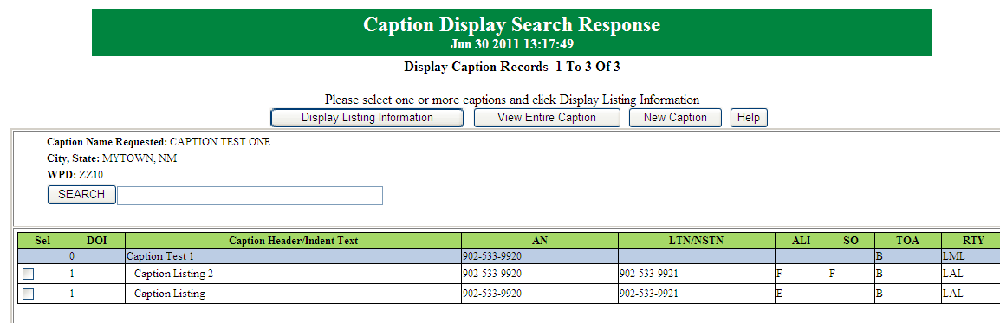 Caption Display Search Response
Jun 30 2011 13:17:49
Display Caption Records 1 To 3 Of 3
Please select one or more captions and click Display Listing Information
Display Listing Information View Entire Caption New Caption Help
Caption Name Requested: CAPTION TEST ONE
City, State: MYTOWN, NM
WPD: ZZ10
SEARCH
Sel DOI Caption Header/Indent Text AN LTN/NSTN ALI SO TOA RTY
0 Caption Test 1 902-533-9920 B LML
1 Caption Listing 2 902-533-9920 902-533-9921 F F B LAL
1 Caption Listing 902-533-9920 902-533-9921 E B LAL